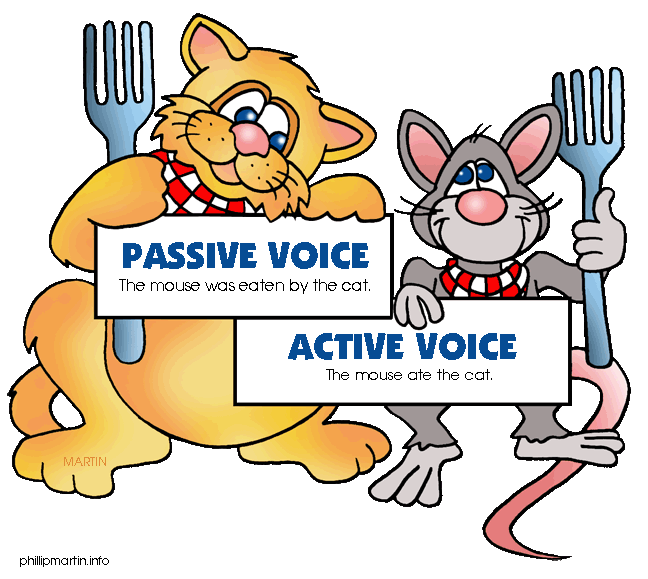 PASSIVE VOICE
The mouse was eaten by the cat.
ACTIVE VOICE
The mouse ate the cat.
MARTIN
phillipmartin.info